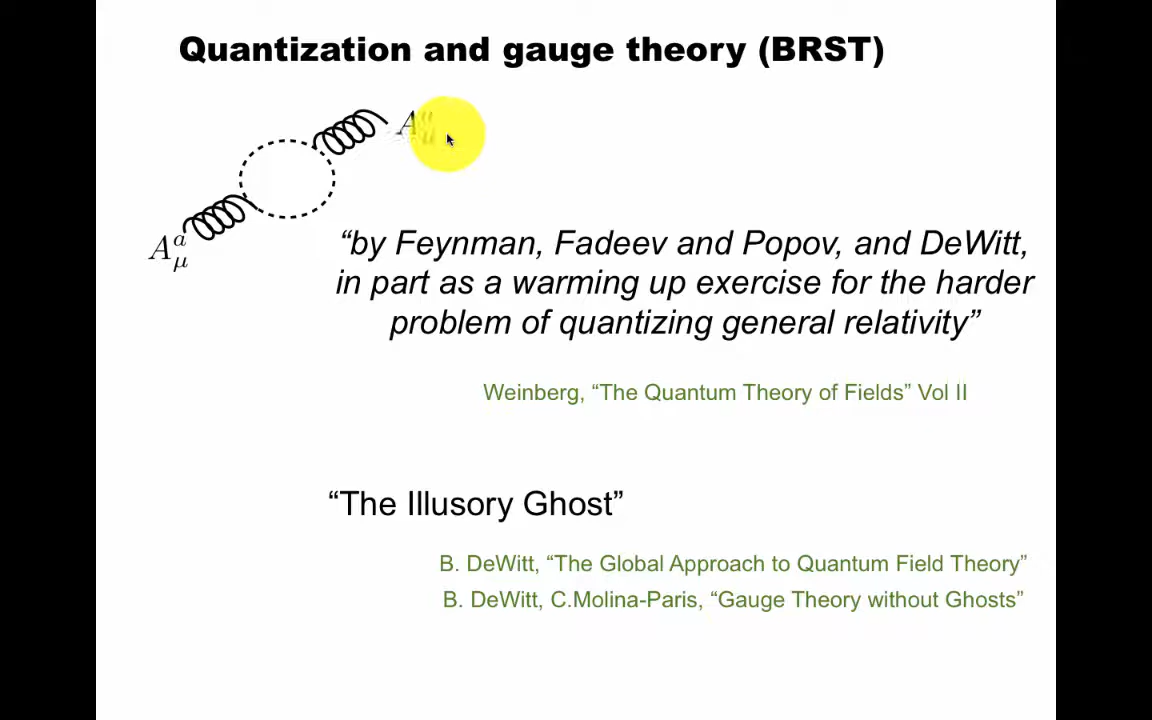 Quantization and gauge theory (BRST)
A
A^a_μ
“by Feynman, Fadeev and Popov, and DeWitt,
in part as a warming up exercise for the harder
problem of quantizing general relativity”
Weinberg, “The Quantum Theory of Fields” Vol II
“The Illusory Ghost”
B. DeWitt, “The Global Approach to Quantum Field Theory”
B. DeWitt, C.Molina-Paris, “Gauge Theory without Ghosts”